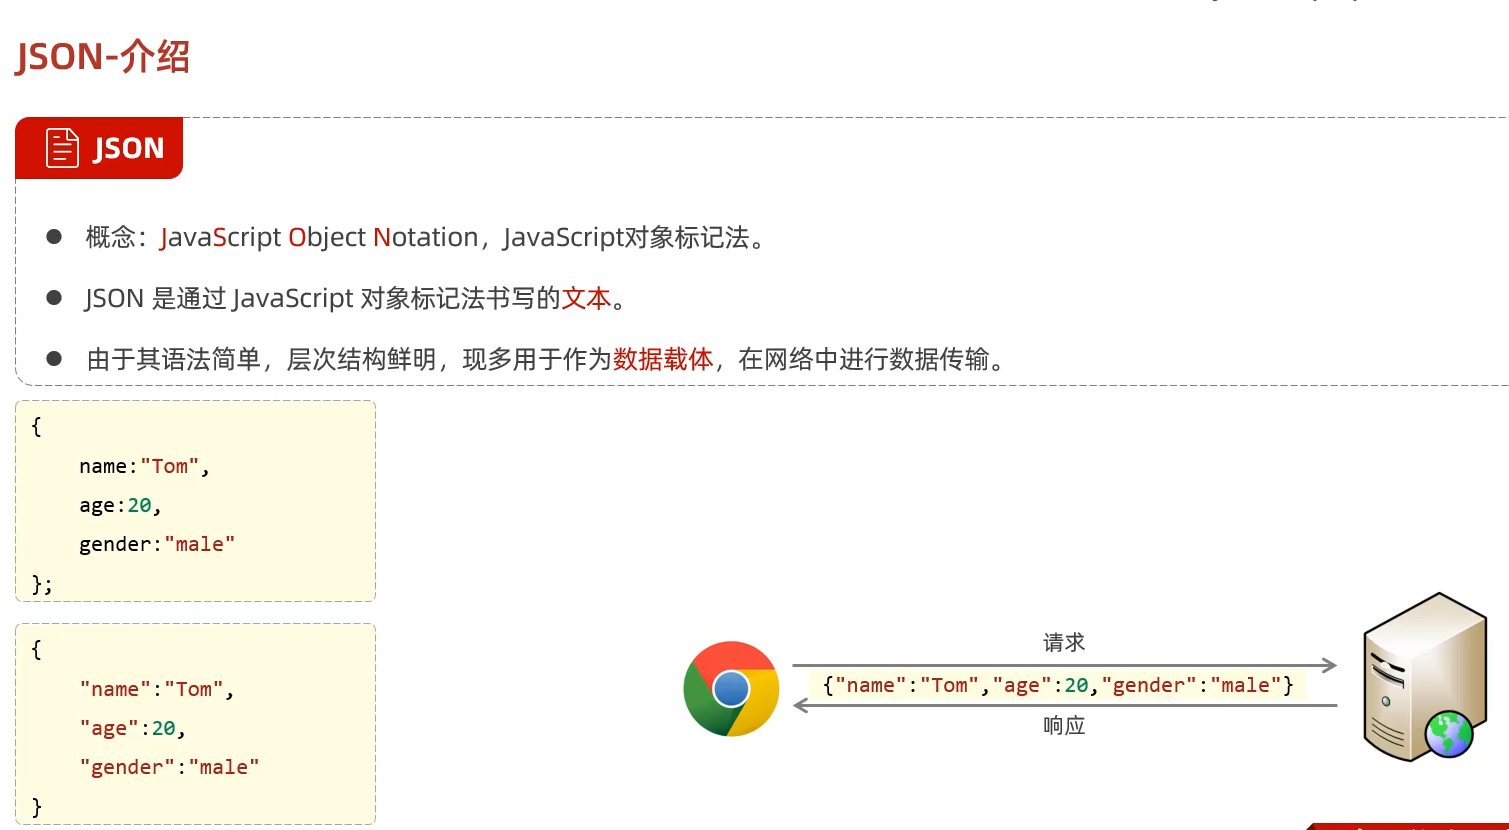 JSON-介绍
JSON
概念：JavaScript Object Notation，JavaScript对象标记法。
JSON 是通过 JavaScript 对象标记法书写的文本。
由于其语法简单，层次结构鲜明，现多用于作为数据载体，在网络中进行数据传输。
{
name:"Tom",
age:20,
gender:"male"
};
{
"name":"Tom",
"age":20,
"gender":"male"
}
请求
{"name":"Tom","age":20,"gender":"male"}
响应